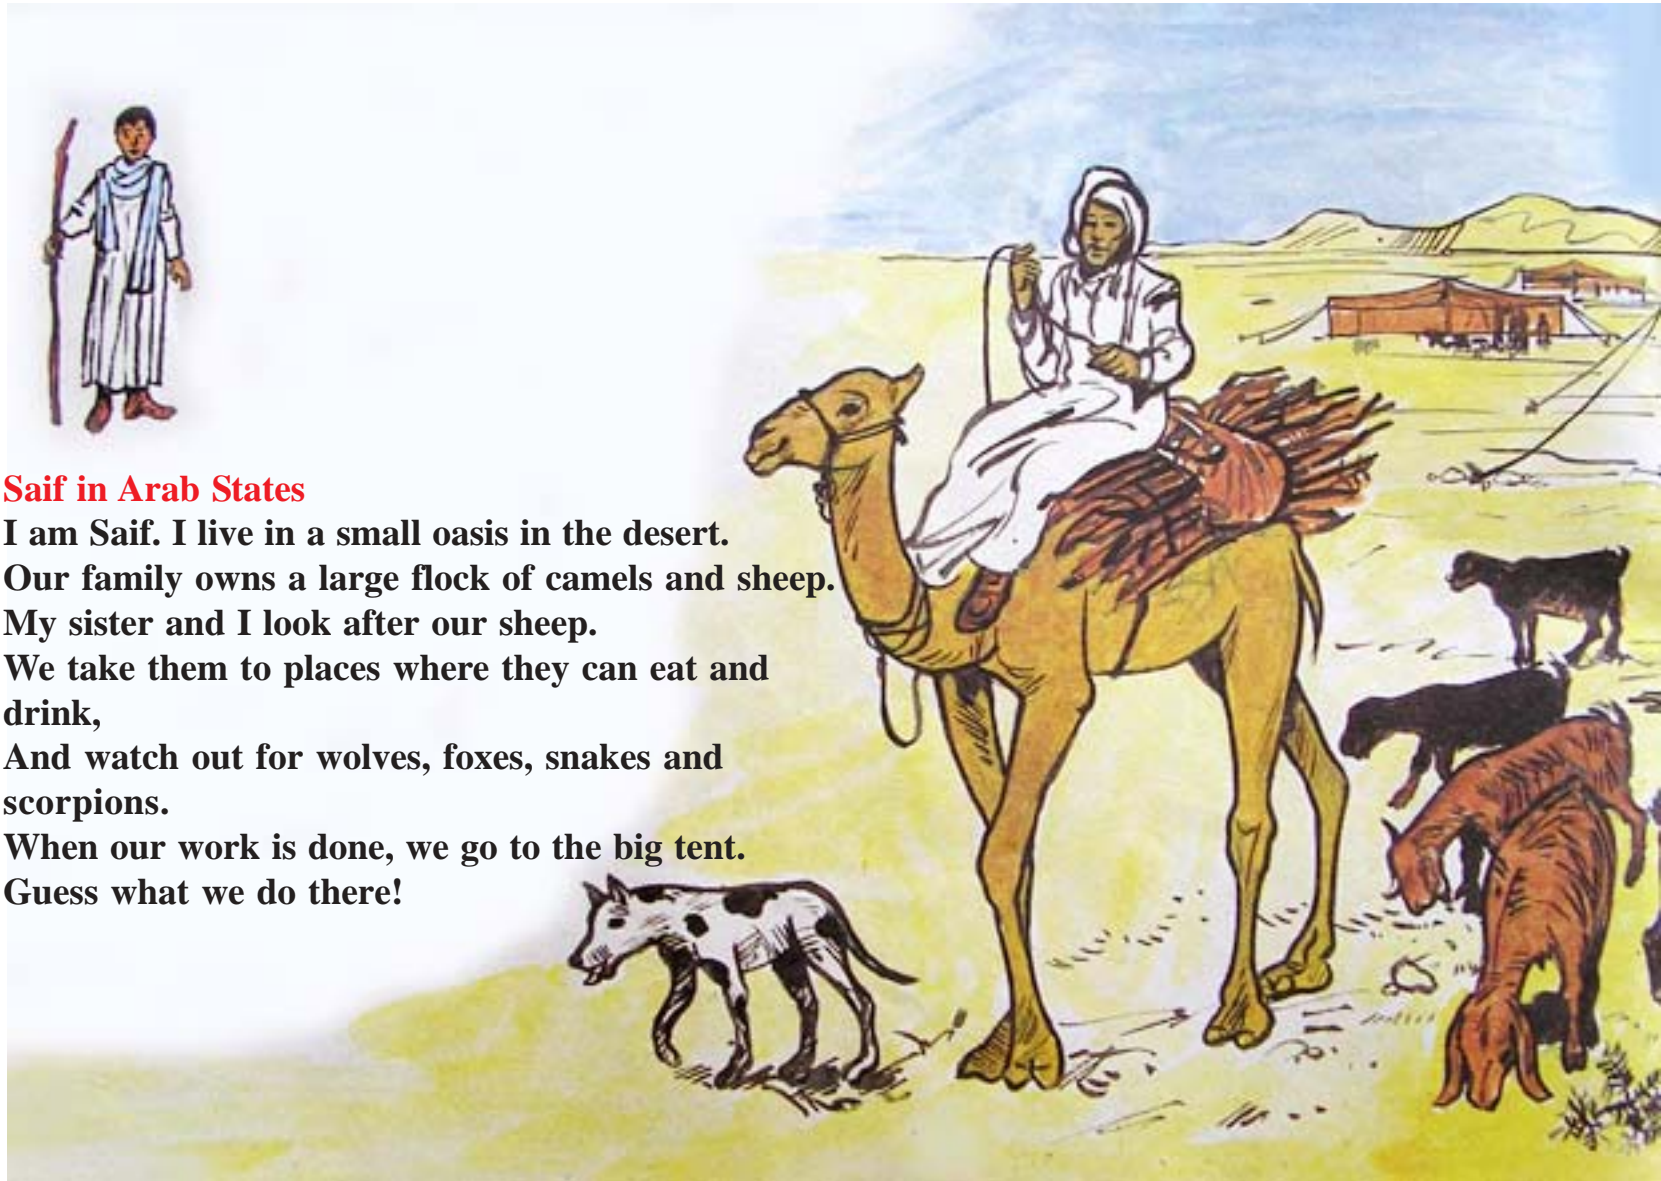 Saif in Arab States
I am Saif. I live in a small oasis in the desert.
Our family owns a large flock of camels and sheep.
My sister and I look after our sheep.
We take them to places where they can eat and
drink,
And watch out for wolves, foxes, snakes and
scorpions.
When our work is done, we go to the big tent.
Guess what we do there!